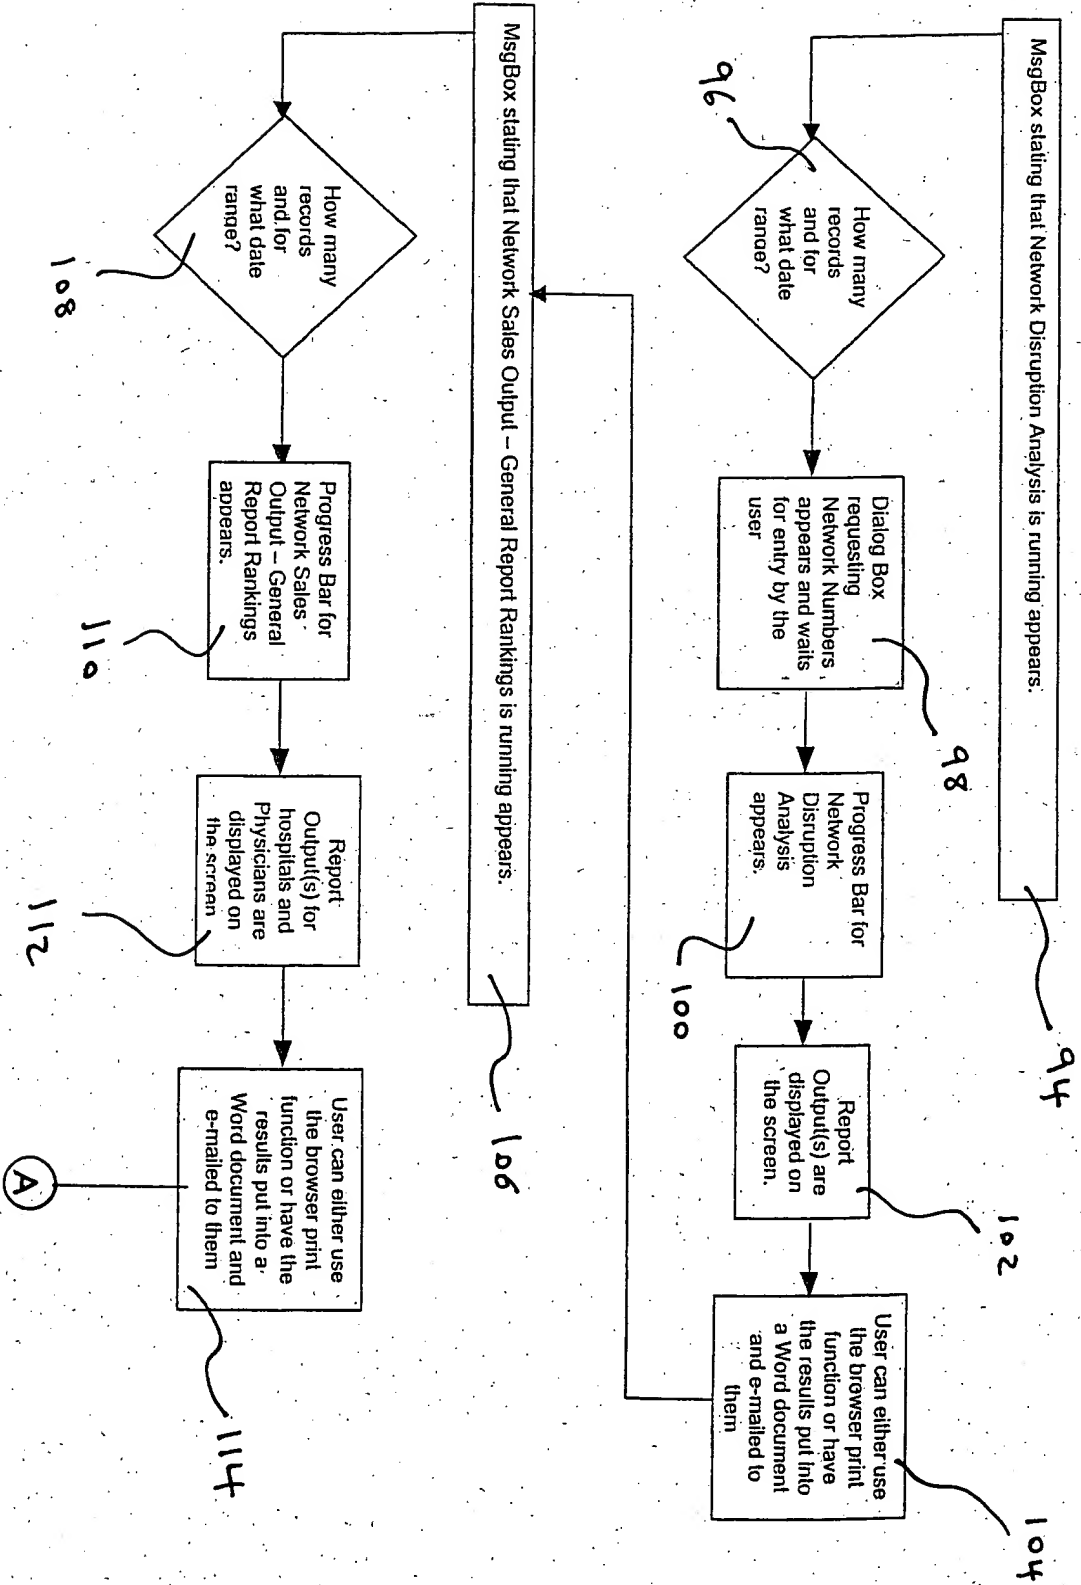 MsgBox stating that Network Disruption Analysis is running appears.
94
96
How many
records
and for
what date
range?
Dialog Box
requesting
Network Numbers
appears and waits
for entry by the
user
98
Progress Bar for
Network
Disruption
Analysis
appears.
100
Report
Output(s) are
displayed on
the screen.
102
User can either use
the browser print
function or have
the results put into
a Word document
and e-mailed to
them
104
MsgBox stating that Network Sales Output – General Report Rankings is running appears.
106
How many
records
and for
what date
range?
108
Progress Bar for
Network Sales
Output – General
Report Rankings
appears.
110
Report
Output(s) for
hospitals and
Physicians are
displayed on
the screen
112
User can either use
the browser print
function or have the
results put into a
Word document and
e-mailed to them
114
A